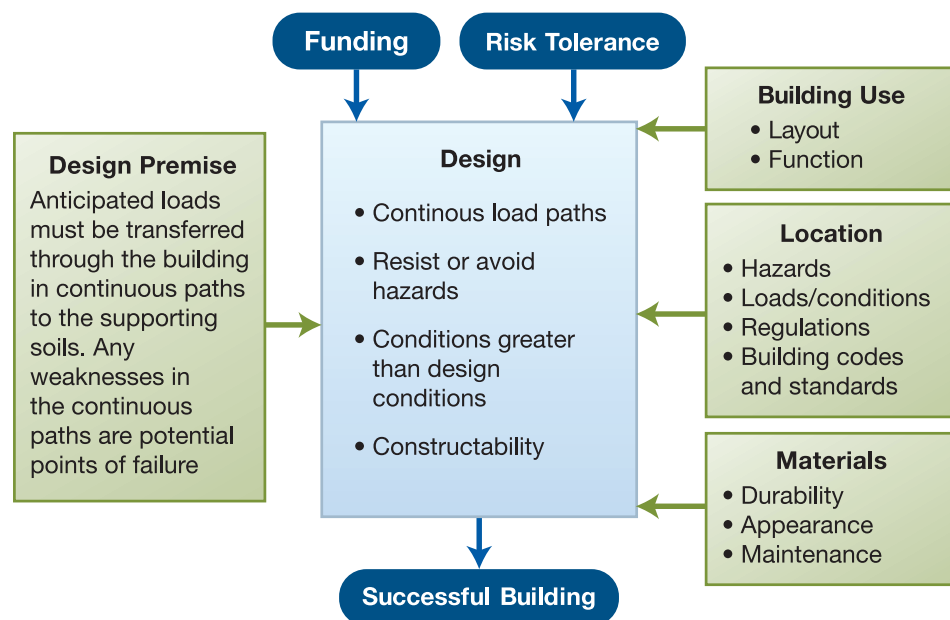 Funding
Risk Tolerance
Design Premise
Anticipated loads
must be transferred
through the building
in continuous paths
to the supporting
soils. Any
weaknesses in
the continuous
paths are potential
points of failure
Design
• Continous load paths
• Resist or avoid
hazards
• Conditions greater
than design
conditions
• Constructability
Building Use
• Layout
• Function
Location
• Hazards
• Loads/conditions
• Regulations
• Building codes
and standards
Materials
• Durability
• Appearance
• Maintenance
Successful Building